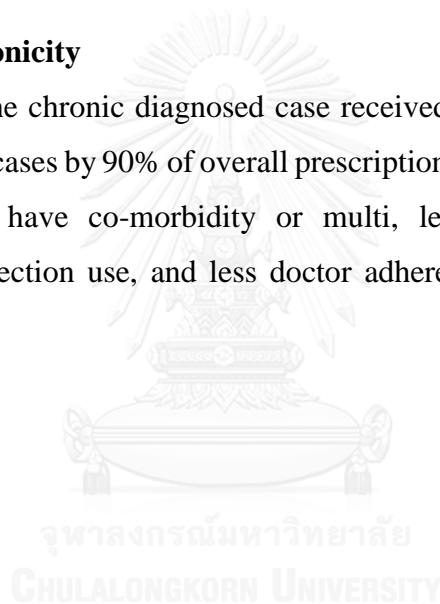 onicity
ne chronic diagnosed case received
cases by 90% of overall prescription
have co-morbidity or multi, le
ection use, and less doctor adhere
จุฬาลงกรณ์มหาวิทยาลัย
CHULALONGKORN UNIVERSITY